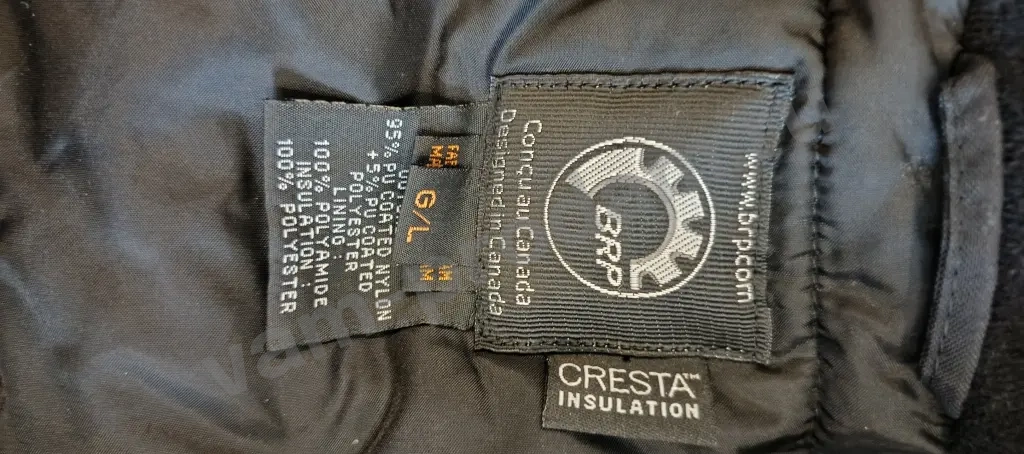 www.brp.com
BRP
Conçu au Canada
Designed in Canada
G/L
95% PU COATED NYLON
+5% PU COATED
POLYESTER
LINING :
100% POLYAMIDE
INSULATION :
100% POLYESTER
CRESTA™
INSULATION